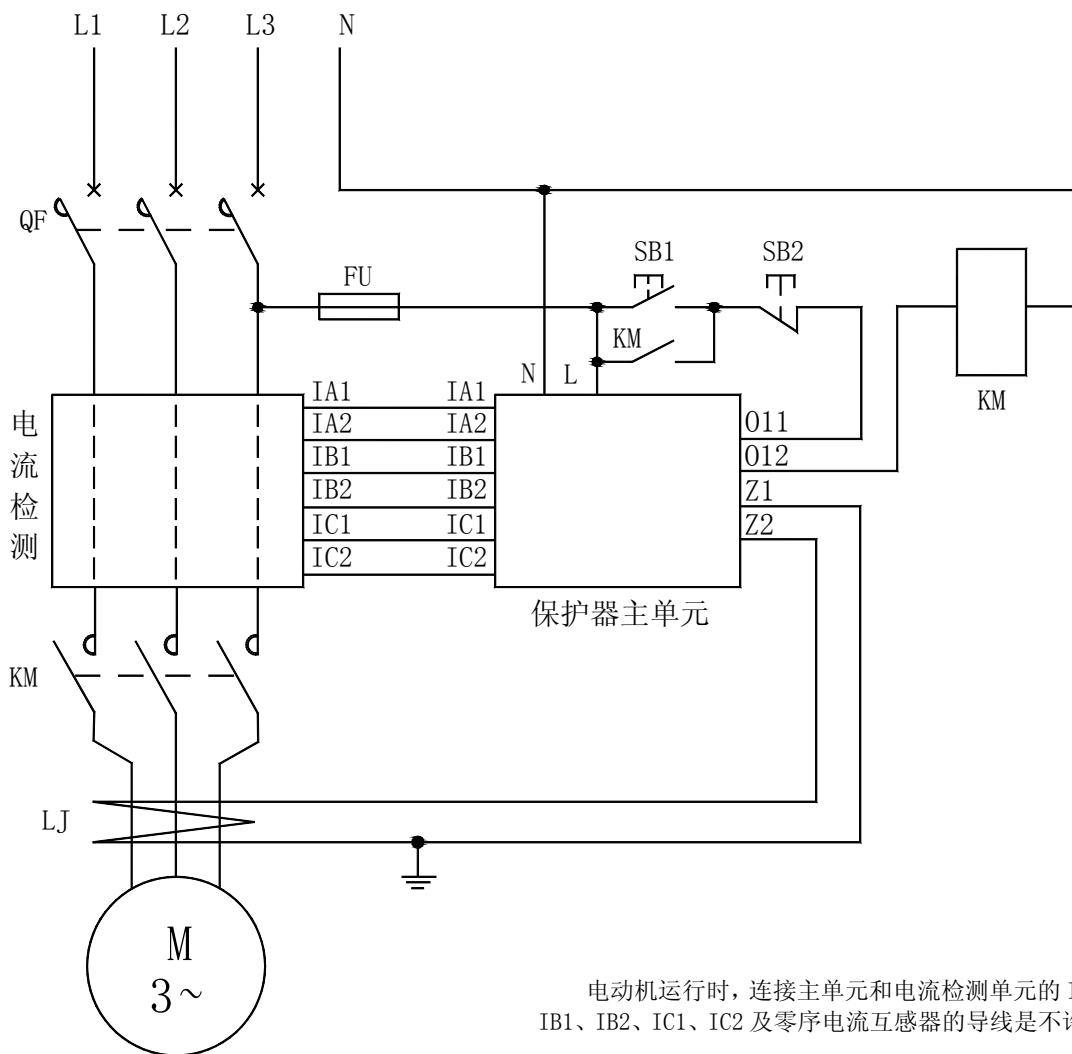 L1 L2 L3 N
QF
SB1 SB2
FU
KM
N L
KM
IA1 IA1
IA2 IA2
IB1 IB1
IB2 IB2
IC1 IC1
IC2 IC2
O11
O12
Z1
Z2
电流检测
保护器主单元
KM
LJ
M
3~
电动机运行时，连接主单元和电流检测单元的
IB1、IB2、IC1、IC2 及零序电流互感器的导线是不